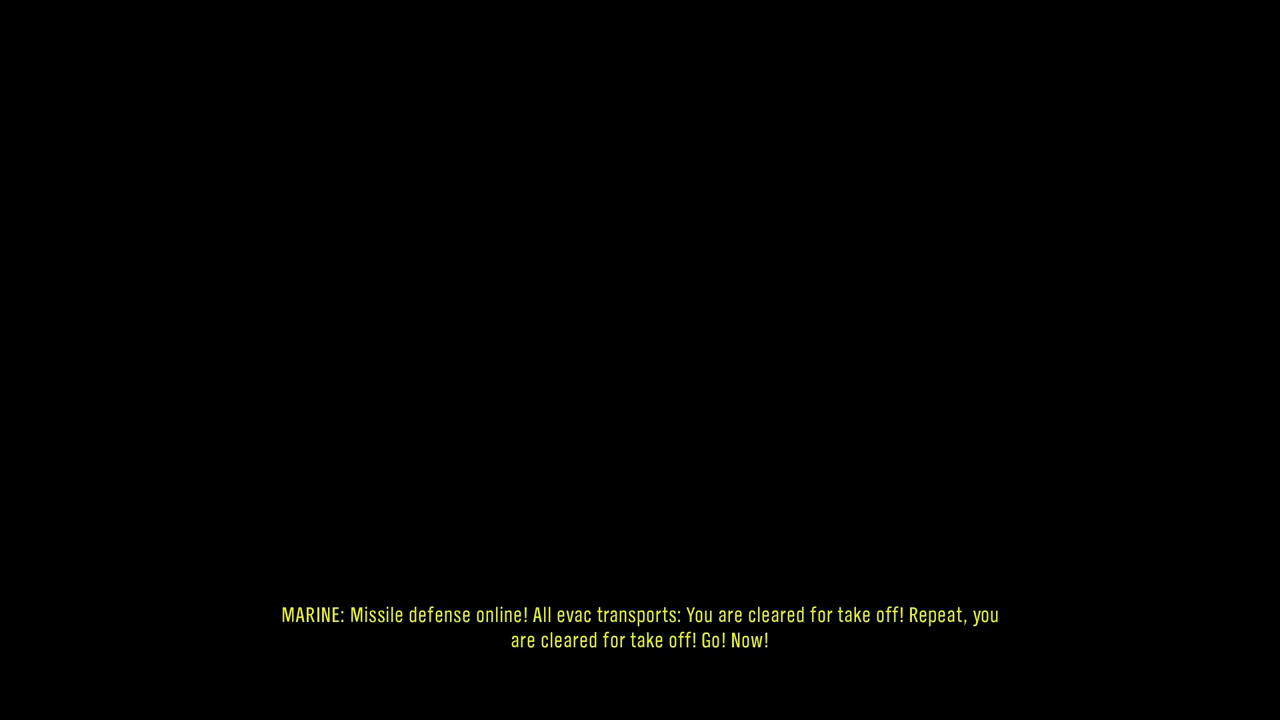 MARINE: Missile defense online! All evac transports: You are cleared for take off! Repeat, you
are cleared for take off! Go! Now!